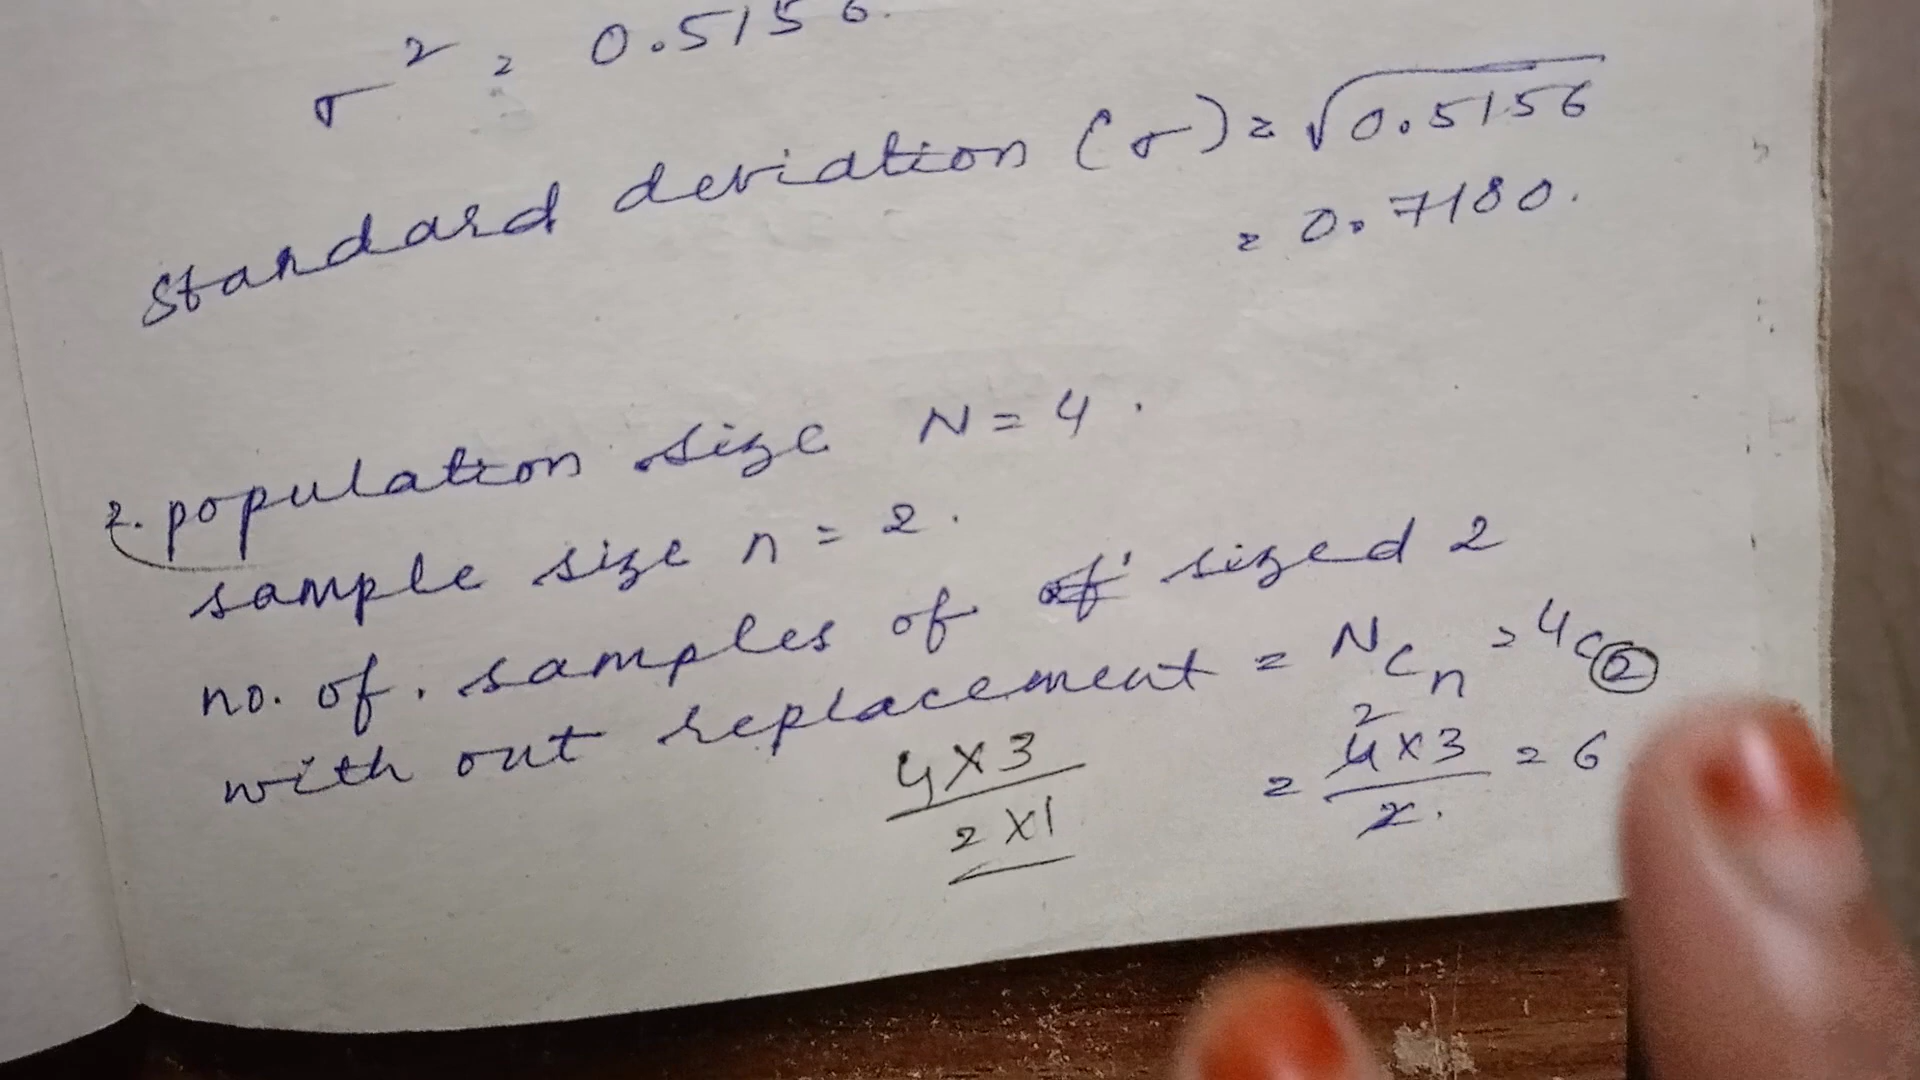 σ² = 0.5156.
standard deviation (σ) = √0.5156
= 0.7180.
2. population size N = 4.
sample size n = 2.
no. of. samples of sized 2
with out replacement = NCn = 4C2
4×3
2×1
= 4×3 = 6
2
2.